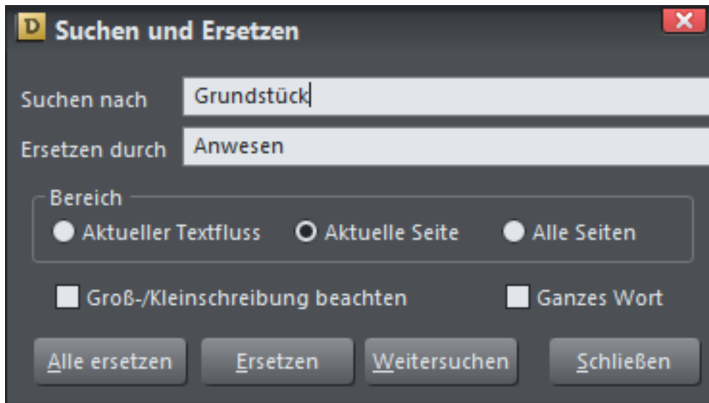 D Suchen und Ersetzen
Suchen nach Grundstück
Ersetzen durch Anwesen
Bereich
Aktueller Textfluss Aktuelle Seite Alle Seiten
Groß-/Kleinschreibung beachten Ganzes Wort
Alle ersetzen Ersetzen Weitersuchen Schließen